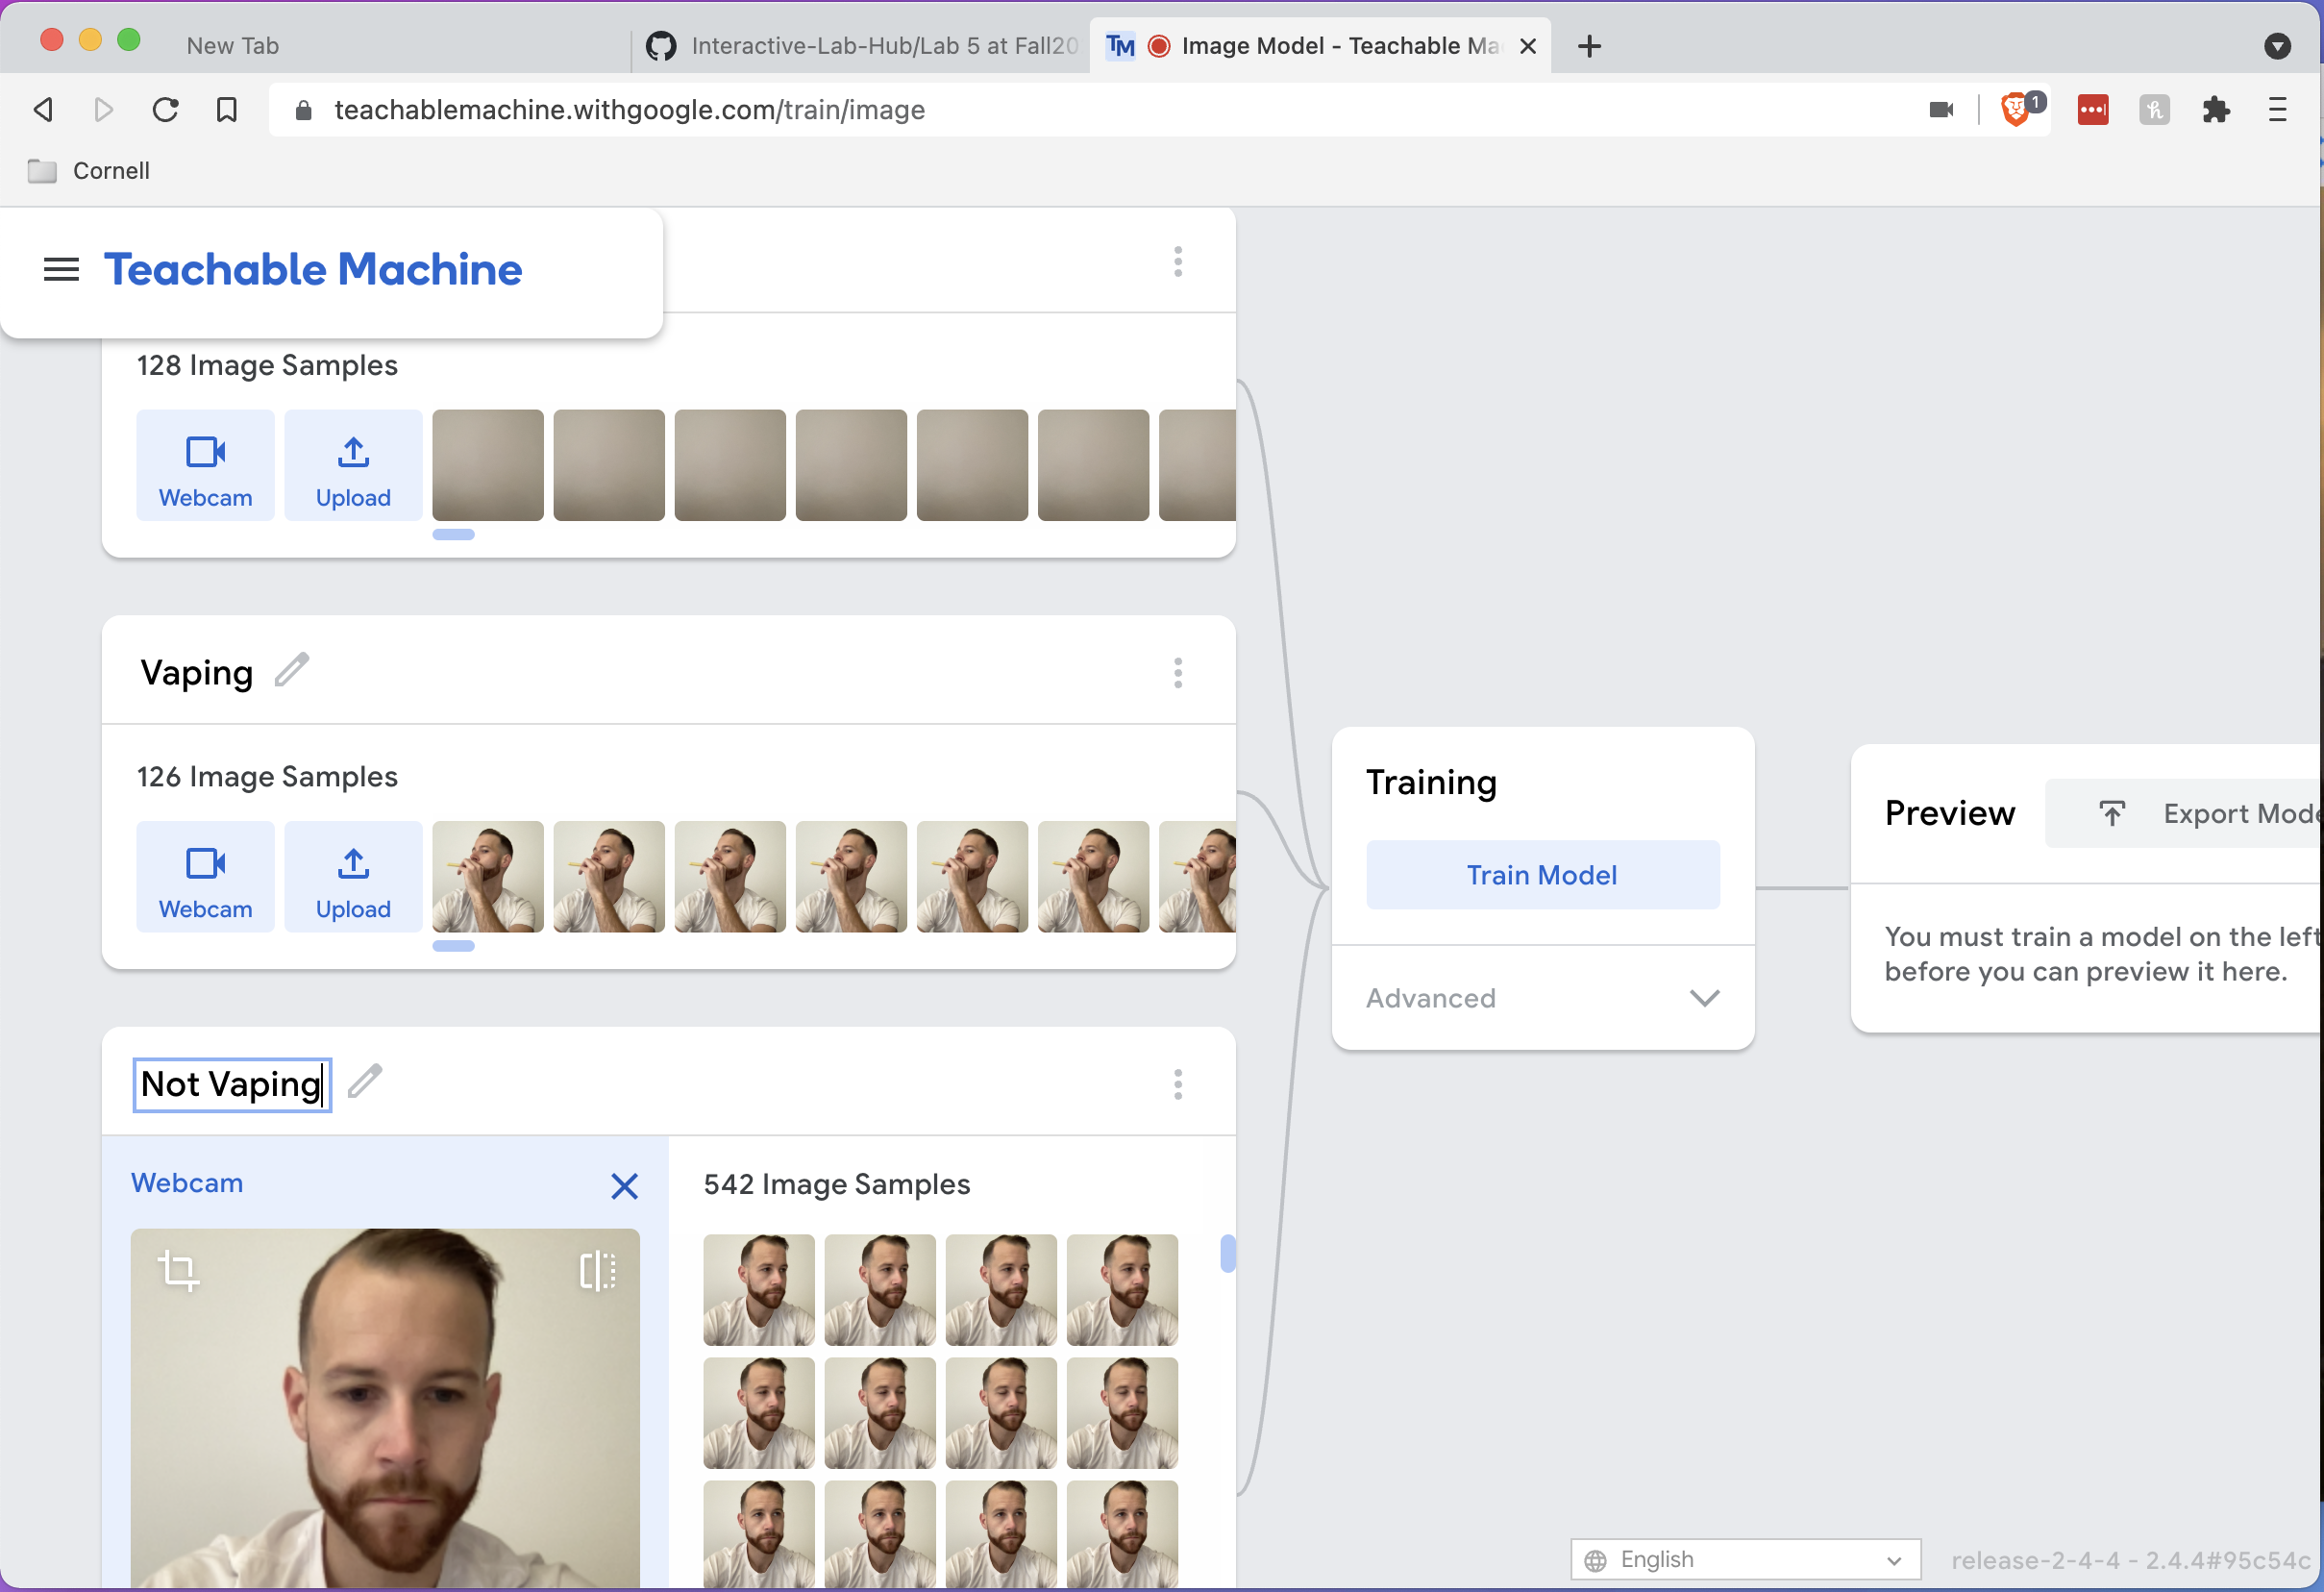 New Tab
Interactive-Lab-Hub/Lab 5 at Fall20
TM Image Model - Teachable Ma
teachablemachine.withgoogle.com/train/image
1
h
Cornell
Teachable Machine
128 Image Samples
Webcam
Upload
Vaping
126 Image Samples
Webcam
Upload
Training
Train Model
Advanced
Preview
Export Mode
You must train a model on the left
before you can preview it here.
Not Vaping
Webcam
542 Image Samples
English
release-2-4-4 - 2.4.4#95c54c